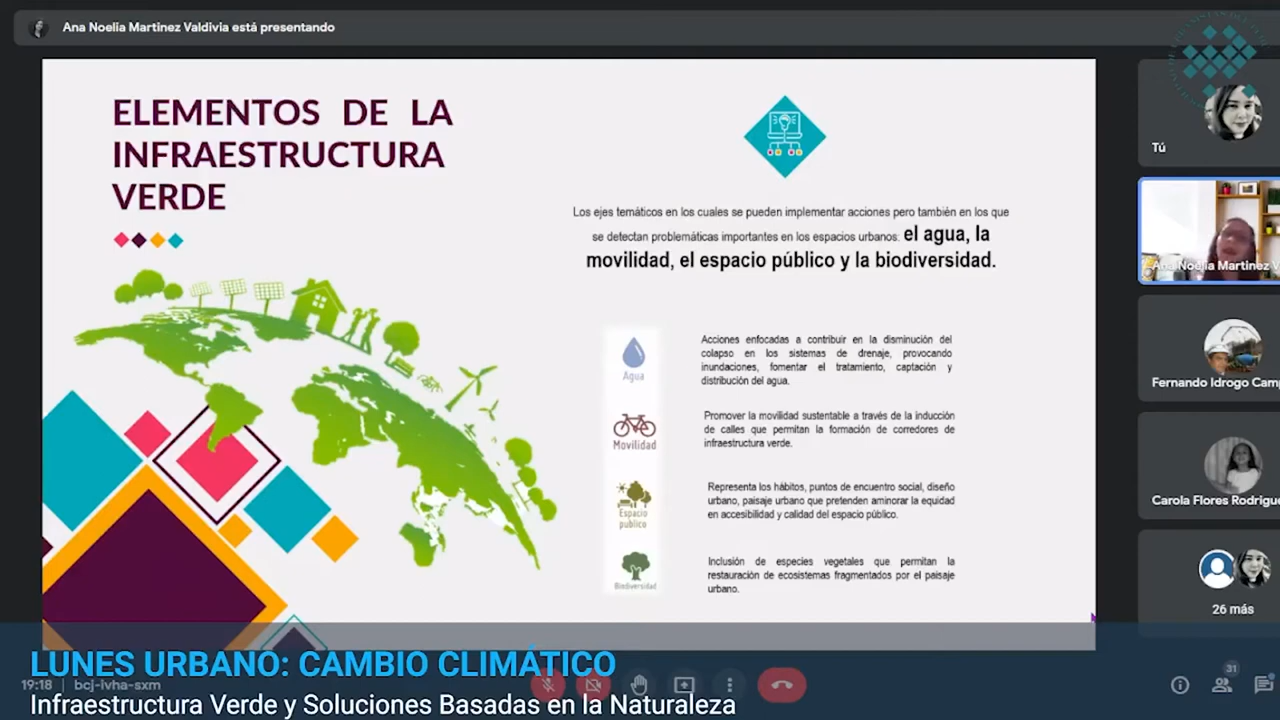 Ana Noelia Martinez Valdivia está presentando
ELEMENTOS DE LA
INFRAESTRUCTURA
VERDE
Los ejes temáticos en los cuales se pueden implementar acciones pero también en los que
se detectan problemáticas importantes en los espacios urbanos: el agua, la
movilidad, el espacio público y la biodiversidad.
Agua
Acciones enfocadas a contribuir en la disminución del
colapso en los sistemas de drenaje, provocando
inundaciones, fomentar el tratamiento, captación y
distribución del agua.
Movilidad
Promover la movilidad sustentable a través de la inducción
de calles que permitan la formación de corredores de
infraestructura verde.
Espacio
público
Representa los hábitos, puntos de encuentro social, diseño
urbano, paisaje urbano que pretenden aminorar la equidad
en accesibilidad y calidad del espacio público.
Biodiversidad
Inclusión de especies vegetales que permitan la
restauración de ecosistemas fragmentados por el paisaje
urbano.
Tú
Ana Noelia Martinez V
Fernando Idrogo Cam
Carola Flores Rodrigu
26 más
LUNES URBANO: CAMBIO CLIMÁTICO
19:18 | bcj-ivha-sxm
31
Infraestructura Verde y Soluciones Basadas en la Naturaleza